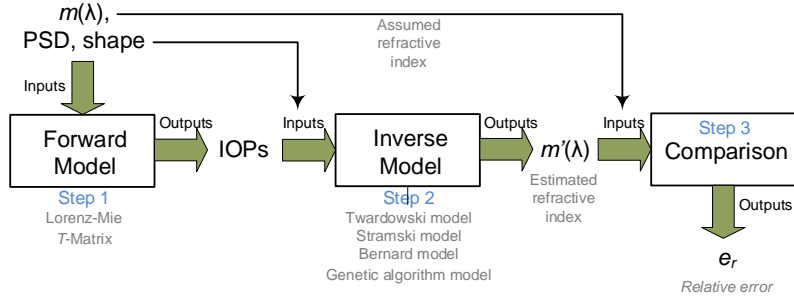 m(λ),
PSD, shape
Assumed
refractive
index
Inputs
Forward
Model
Outputs
IOPs
Inputs
Inverse
Model
Outputs
m'(λ)
Inputs
Step 3
Comparison
Step 1
Lorenz-Mie
T-Matrix
Step 2
Twardowski model
Stramski model
Bernard model
Genetic algorithm model
Estimated
refractive
index
Outputs
er
Relative error